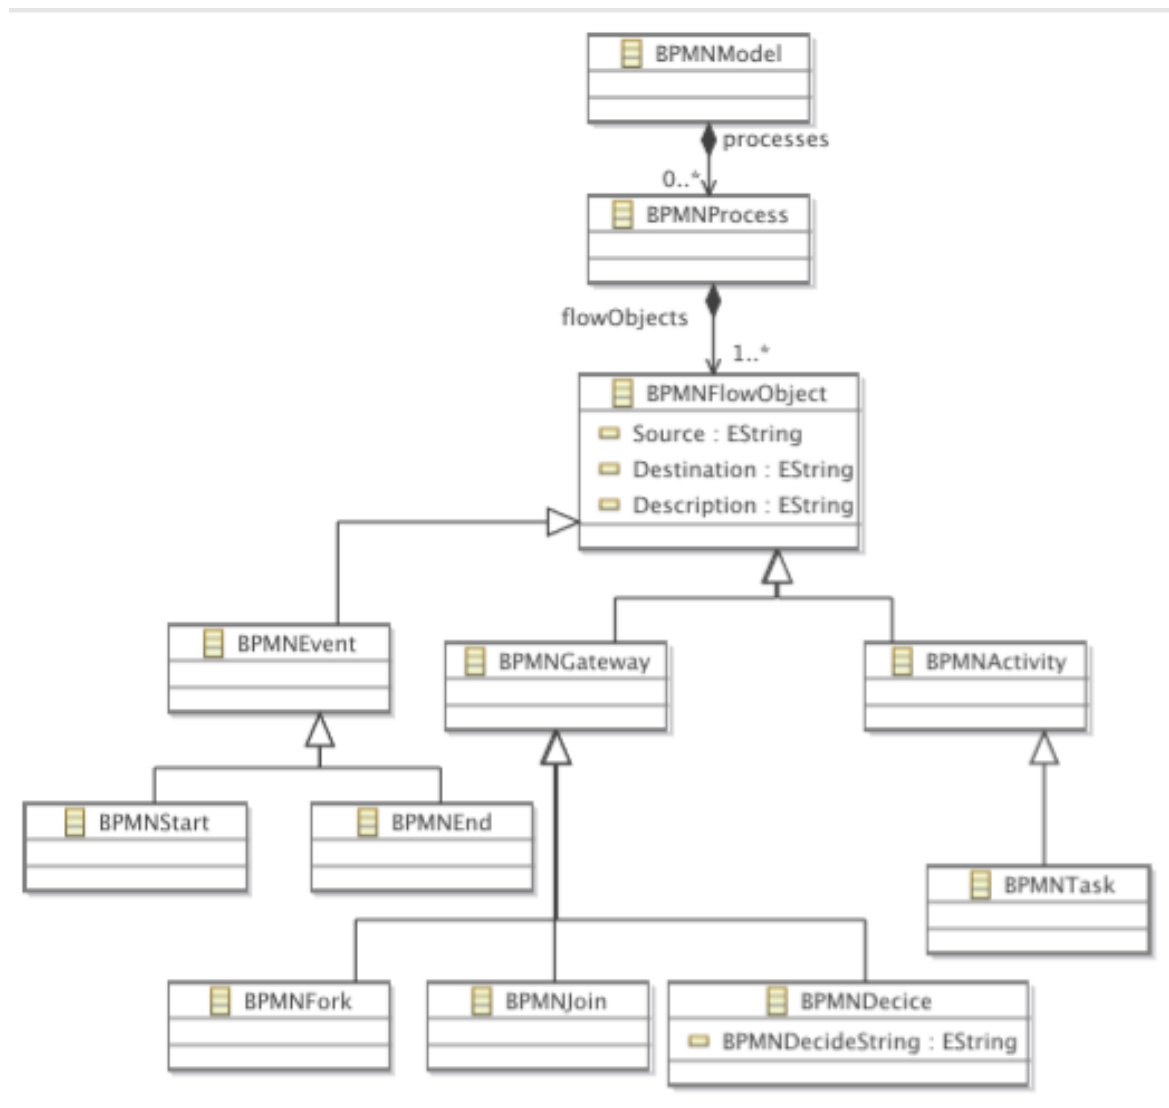 BPMNModel
processes
0..*
BPMNProcess
flowObjects
1..*
BPMNFlowObject
Source : EString
Destination : EString
Description : EString
BPMNEvent
BPMNGateway
BPMNActivity
BPMNStart
BPMNEnd
BPMNTask
BPMNFork
BPMNJoin
BPMNDecice
BPMNDecideString : EString